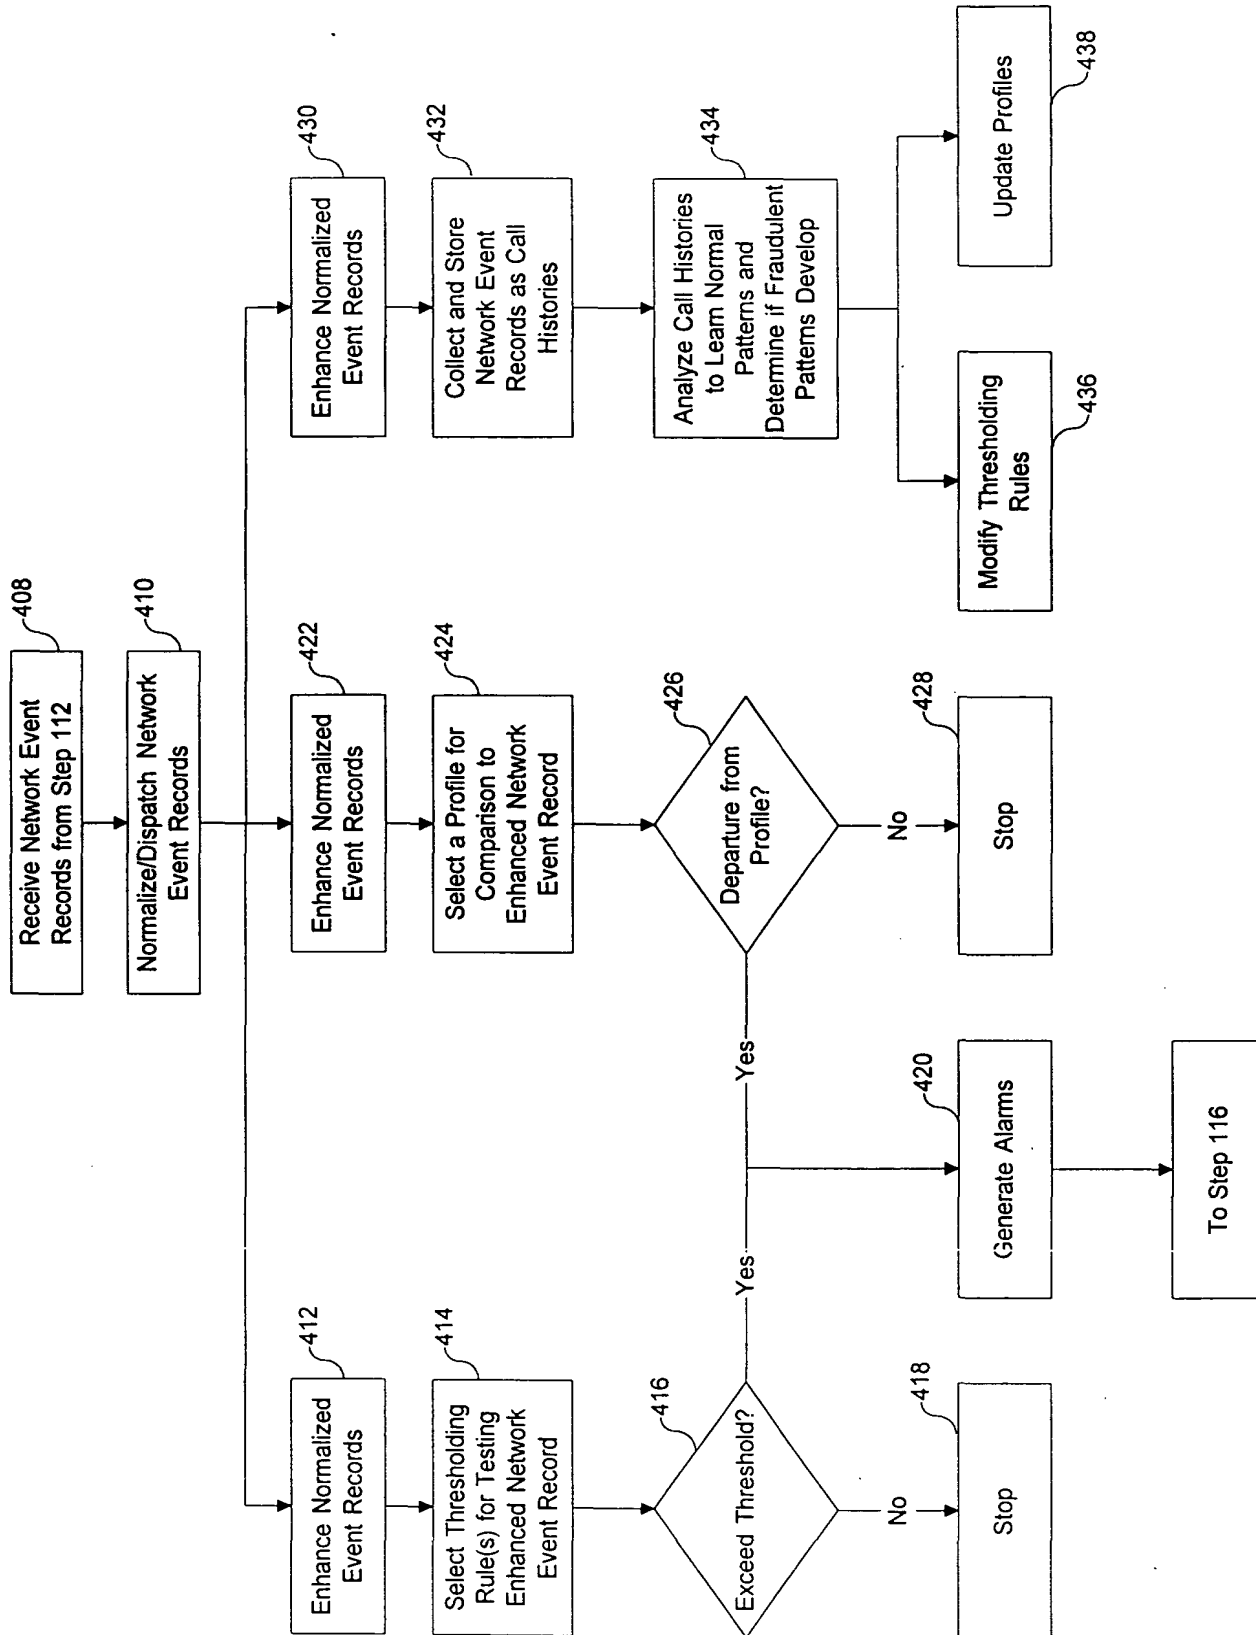 408
Receive Network Event
Records from Step 112
410
Normalize/Dispatch Network
Event Records
412
Enhance Normalized
Event Records
414
Select Thresholding
Rule(s) for Testing
Enhanced Network
Event Record
416
Exceed Threshold?
No
Yes
418
Stop
422
Enhance Normalized
Event Records
424
Select a Profile for
Comparison to
Enhanced Network
Event Record
426
Departure from
Profile?
Yes
No
428
Stop
420
Generate Alarms
To Step 116
430
Enhance Normalized
Event Records
432
Collect and Store
Network Event
Records as Call
Histories
434
Analyze Call Histories
to Learn Normal
Patterns and
Determine if Fraudulent
Patterns Develop
436
Modify Thresholding
Rules
438
Update Profiles